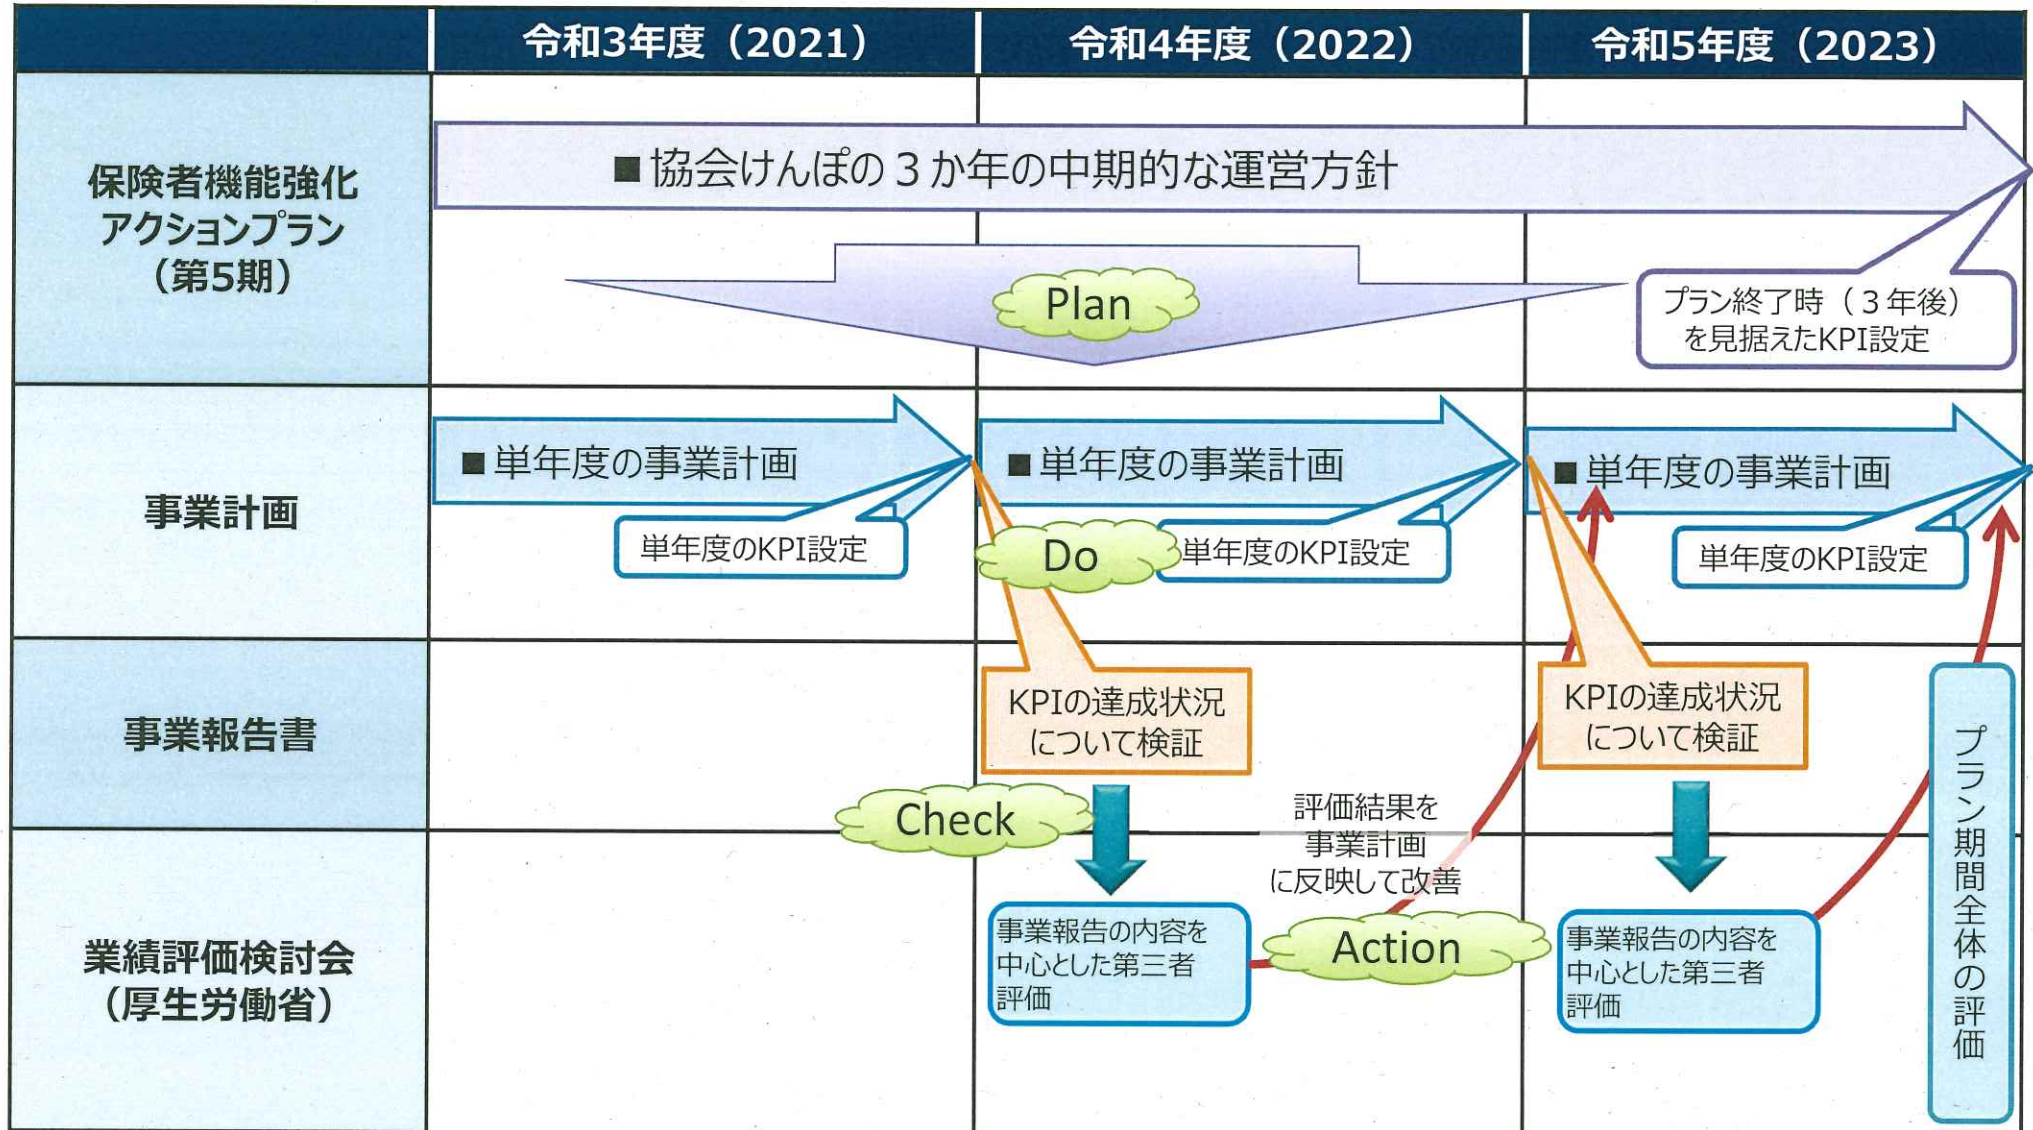 令和3年度（2021）
令和4年度（2022）
令和5年度（2023）
保険者機能強化
アクションプラン
（第5期）
■ 協会けんぽの３か年の中期的な運営方針
Plan
プラン終了時（３年後）
を見据えたKPI設定
事業計画
■ 単年度の事業計画
単年度のKPI設定
■ 単年度の事業計画
Do
単年度のKPI設定
■ 単年度の事業計画
単年度のKPI設定
事業報告書
KPIの達成状況
について検証
KPIの達成状況
について検証
Check
評価結果を
事業計画
に反映して改善
プラン期間全体の評価
業績評価検討会
（厚生労働省）
事業報告の内容を
中心とした第三者
評価
Action
事業報告の内容を
中心とした第三者
評価